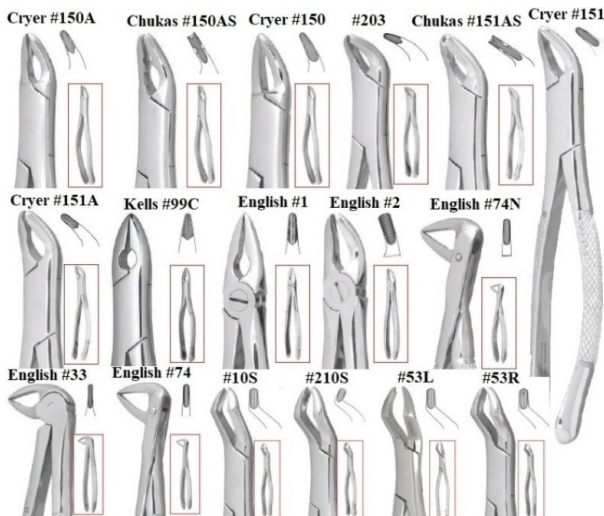 Cryer #150A
Chukas #150AS
Cryer #150
#203
Chukas #151AS
Cryer #151
Cryer #151A
Kells #99C
English #1
English #2
English #74N
English #33
English #74
#10S
#210S
#53L
#53R